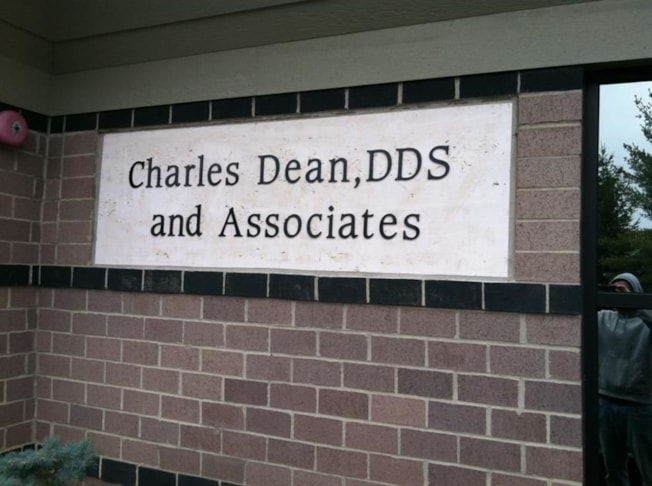 Charles Dean,DDS
and Associates